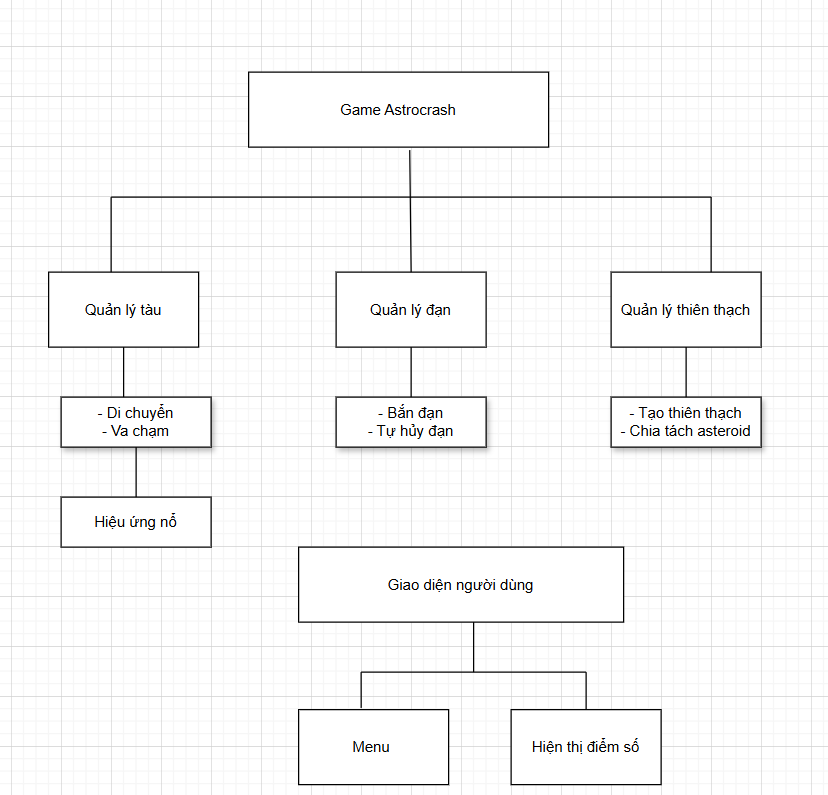 Game Astrocrash
Quản lý tàu
Quản lý đạn
Quản lý thiên thạch
- Di chuyển
- Va chạm
- Bắn đạn
- Tự hủy đạn
- Tạo thiên thạch
- Chia tách asteroid
Hiệu ứng nổ
Giao diện người dùng
Menu
Hiện thị điểm số